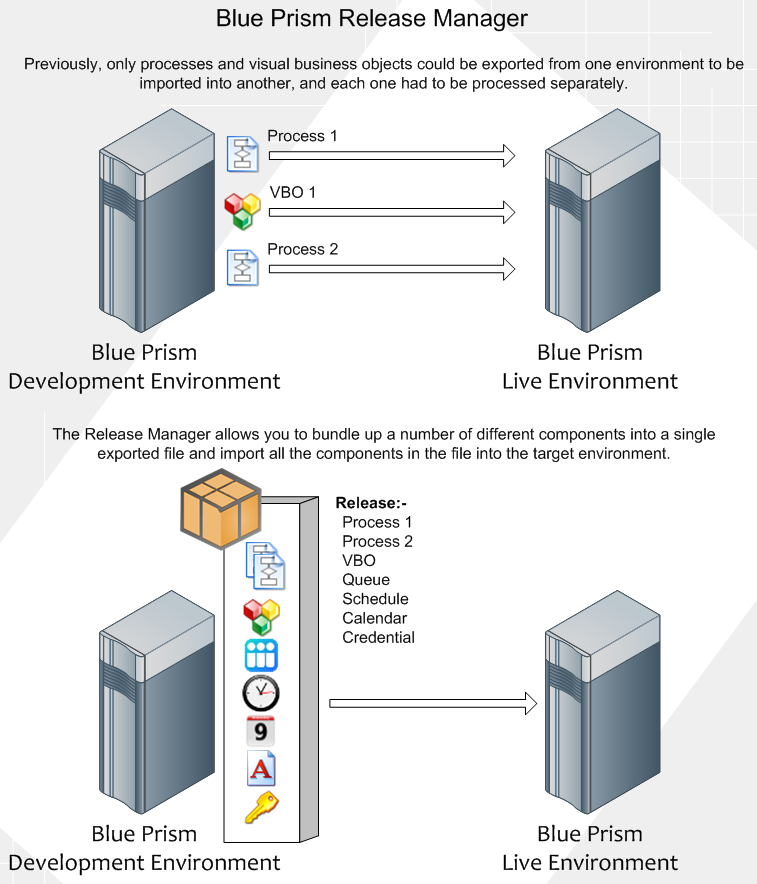 Blue Prism Release Manager
Previously, only processes and visual business objects could be exported from one environment to be
imported into another, and each one had to be processed separately.
Process 1
VBO 1
Process 2
Blue Prism
Development Environment
Blue Prism
Live Environment
The Release Manager allows you to bundle up a number of different components into a single
exported file and import all the components in the file into the target environment.
Release:-
Process 1
Process 2
VBO
Queue
Schedule
Calendar
Credential
9
A
Blue Prism
Development Environment
Blue Prism
Live Environment